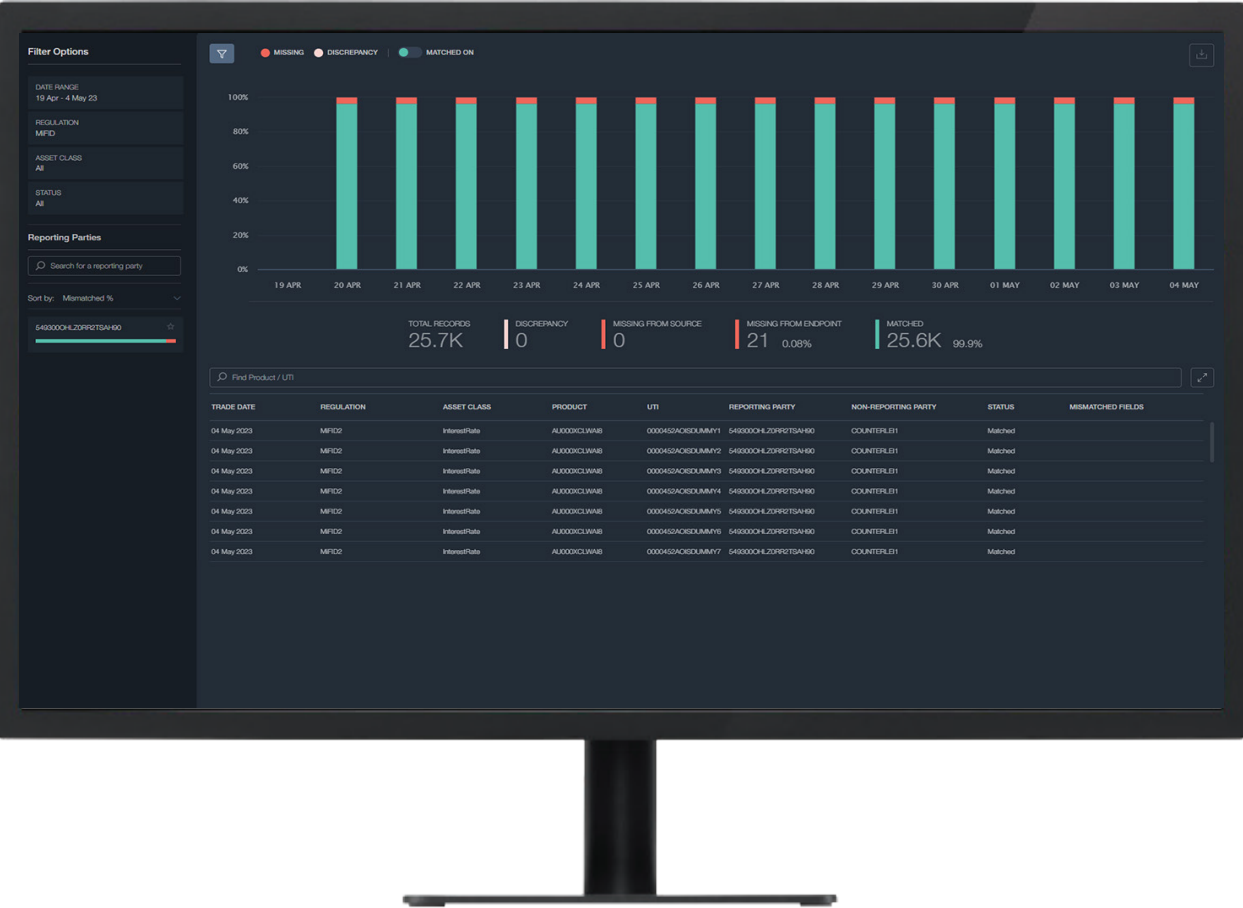 Filter Options
DATE RANGE
19 Apr - 4 May 23
REGULATION
MiFID
ASSET CLASS
All
STATUS
All
Reporting Parties
Search for a reporting party
Sort by: Mismatched %
549300OHLZ0RR2TSAH90
MISSING DISCREPANCY MATCHED ON
100%
80%
60%
40%
20%
0%
19 APR 20 APR 21 APR 22 APR 23 APR 24 APR 25 APR 26 APR 27 APR 28 APR 29 APR 30 APR 01 MAY 02 MAY 03 MAY 04 MAY
TOTAL RECORDS DISCREPANCY MISSING FROM SOURCE MISSING FROM ENDPOINT MATCHED
25.7K 0 0 21 0.08% 25.6K 99.9%
Find Product / UTI
TRADE DATE REGULATION ASSET CLASS PRODUCT UTI REPORTING PARTY NON-REPORTING PARTY STATUS MISMATCHED FIELDS
04 May 2023 MiFID2 InterestRate AU000XCLWAI8 0000452AOISDUMMY1 549300OHLZ0RR2TSAH90 COUNTERLEI1 Matched
04 May 2023 MiFID2 InterestRate AU000XCLWAI8 0000452AOISDUMMY2 549300OHLZ0RR2TSAH90 COUNTERLEI1 Matched
04 May 2023 MiFID2 InterestRate AU000XCLWAI8 0000452AOISDUMMY3 549300OHLZ0RR2TSAH90 COUNTERLEI1 Matched
04 May 2023 MiFID2 InterestRate AU000XCLWAI8 0000452AOISDUMMY4 549300OHLZ0RR2TSAH90 COUNTERLEI1 Matched
04 May 2023 MiFID2 InterestRate AU000XCLWAI8 0000452AOISDUMMY5 549300OHLZ0RR2TSAH90 COUNTERLEI1 Matched
04 May 2023 MiFID2 InterestRate AU000XCLWAI8 0000452AOISDUMMY6 549300OHLZ0RR2TSAH90 COUNTERLEI1 Matched
04 May 2023 MiFID2 InterestRate AU000XCLWAI8 0000452AOISDUMMY7 549300OHLZ0RR2TSAH90 COUNTERLEI1 Matched